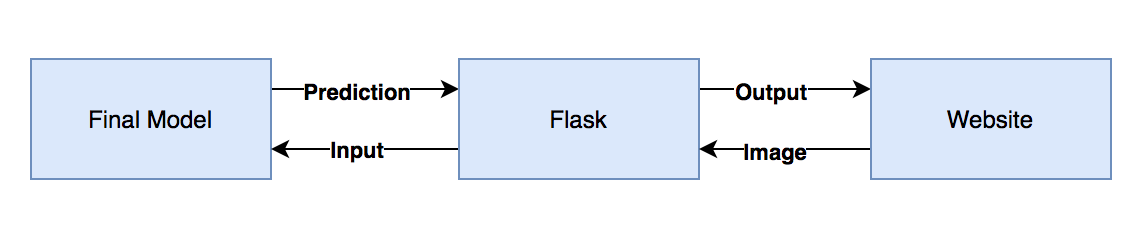 Final Model
Prediction
Input
Flask
Output
Image
Website